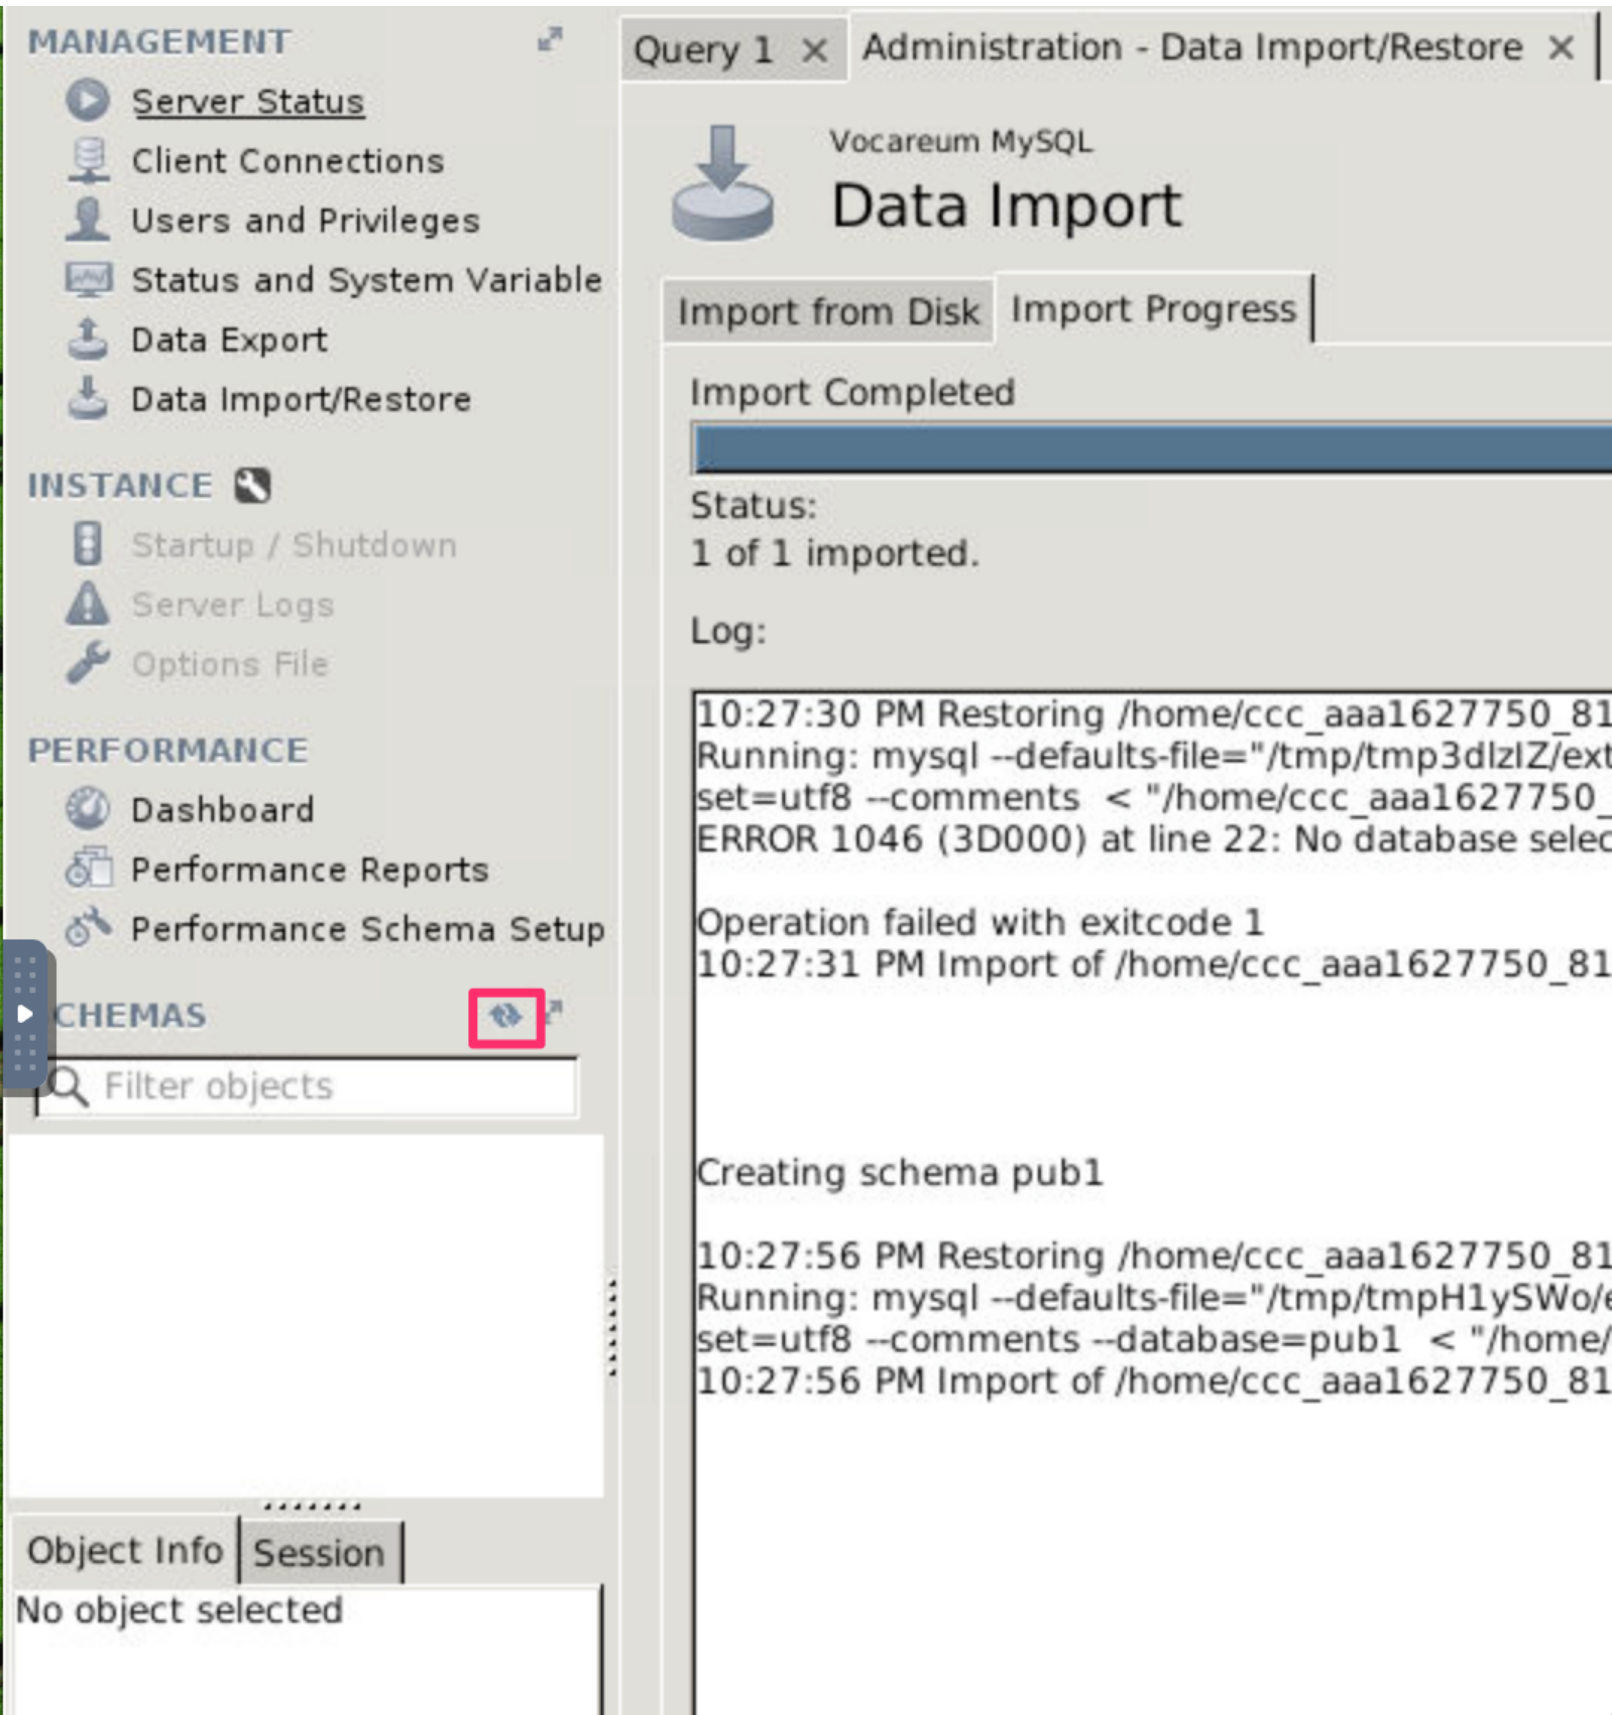 MANAGEMENT
Server Status
Client Connections
Users and Privileges
Status and System Variable
Data Export
Data Import/Restore
INSTANCE
Startup / Shutdown
Server Logs
Options File
PERFORMANCE
Dashboard
Performance Reports
Performance Schema Setup
CHEMAS
Filter objects
Object Info Session
No object selected
Query 1 Administration - Data Import/Restore
Vocareum MySQL
Data Import
Import from Disk Import Progress
Import Completed
Status:
1 of 1 imported.
Log:
10:27:30 PM Restoring /home/ccc_aaa1627750_81
Running: mysql --defaults-file="/tmp/tmp3dlzIZ/ext
set=utf8 --comments < "/home/ccc_aaa1627750_
ERROR 1046 (3D000) at line 22: No database selec
Operation failed with exitcode 1
10:27:31 PM Import of /home/ccc_aaa1627750_81
Creating schema pub1
10:27:56 PM Restoring /home/ccc_aaa1627750_81
Running: mysql --defaults-file="/tmp/tmpH1ySWo/e
set=utf8 --comments --database=pub1 < "/home/
10:27:56 PM Import of /home/ccc_aaa1627750_81